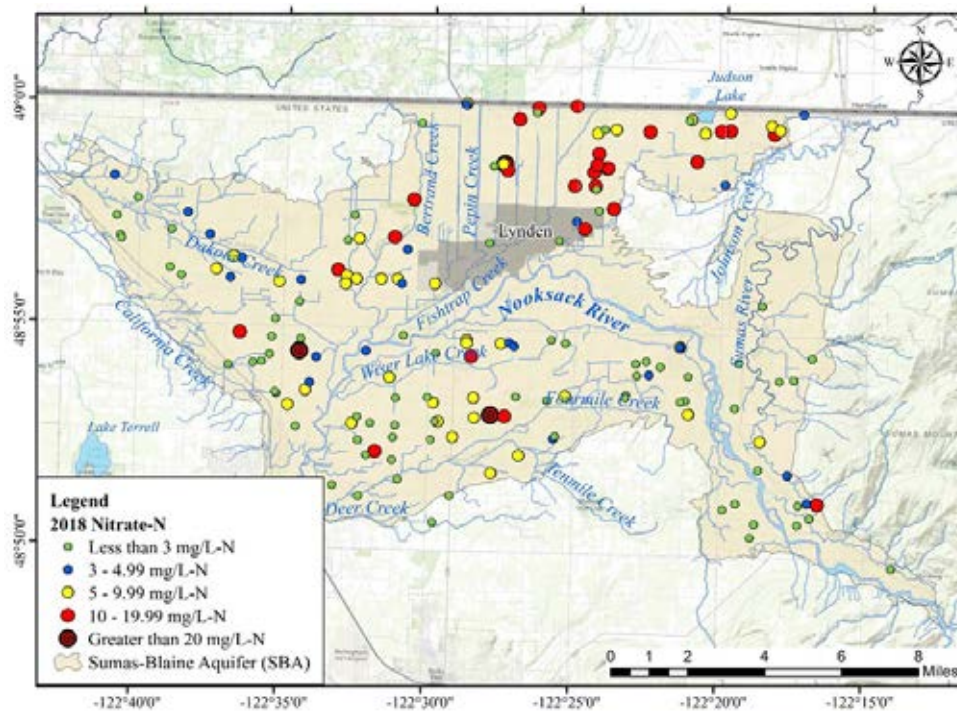 N
W E
S
Judson
Lake
49°0'0"
UNITED STATES
Bertrand Creek
Pepin Creek
Lynden
Johnson Creek
Dakota Creek
Fishtrap Creek
Nooksack
River
Sumas River
48°55'0"
California Creek
Wiser Lake Creek
Fourmile Creek
Lake Terrell
Tenmile Creek
Deer Creek
48°50'0"
Legend
2018 Nitrate-N
Less than 3 mg/L-N
3 - 4.99 mg/L-N
5 - 9.99 mg/L-N
10 - 19.99 mg/L-N
Greater than 20 mg/L-N
Sumas-Blaine Aquifer (SBA)
0 1 2 4 6 8
Miles
-122°40'0" -122°35'0" -122°30'0" -122°25'0" -122°20'0" -122°15'0"